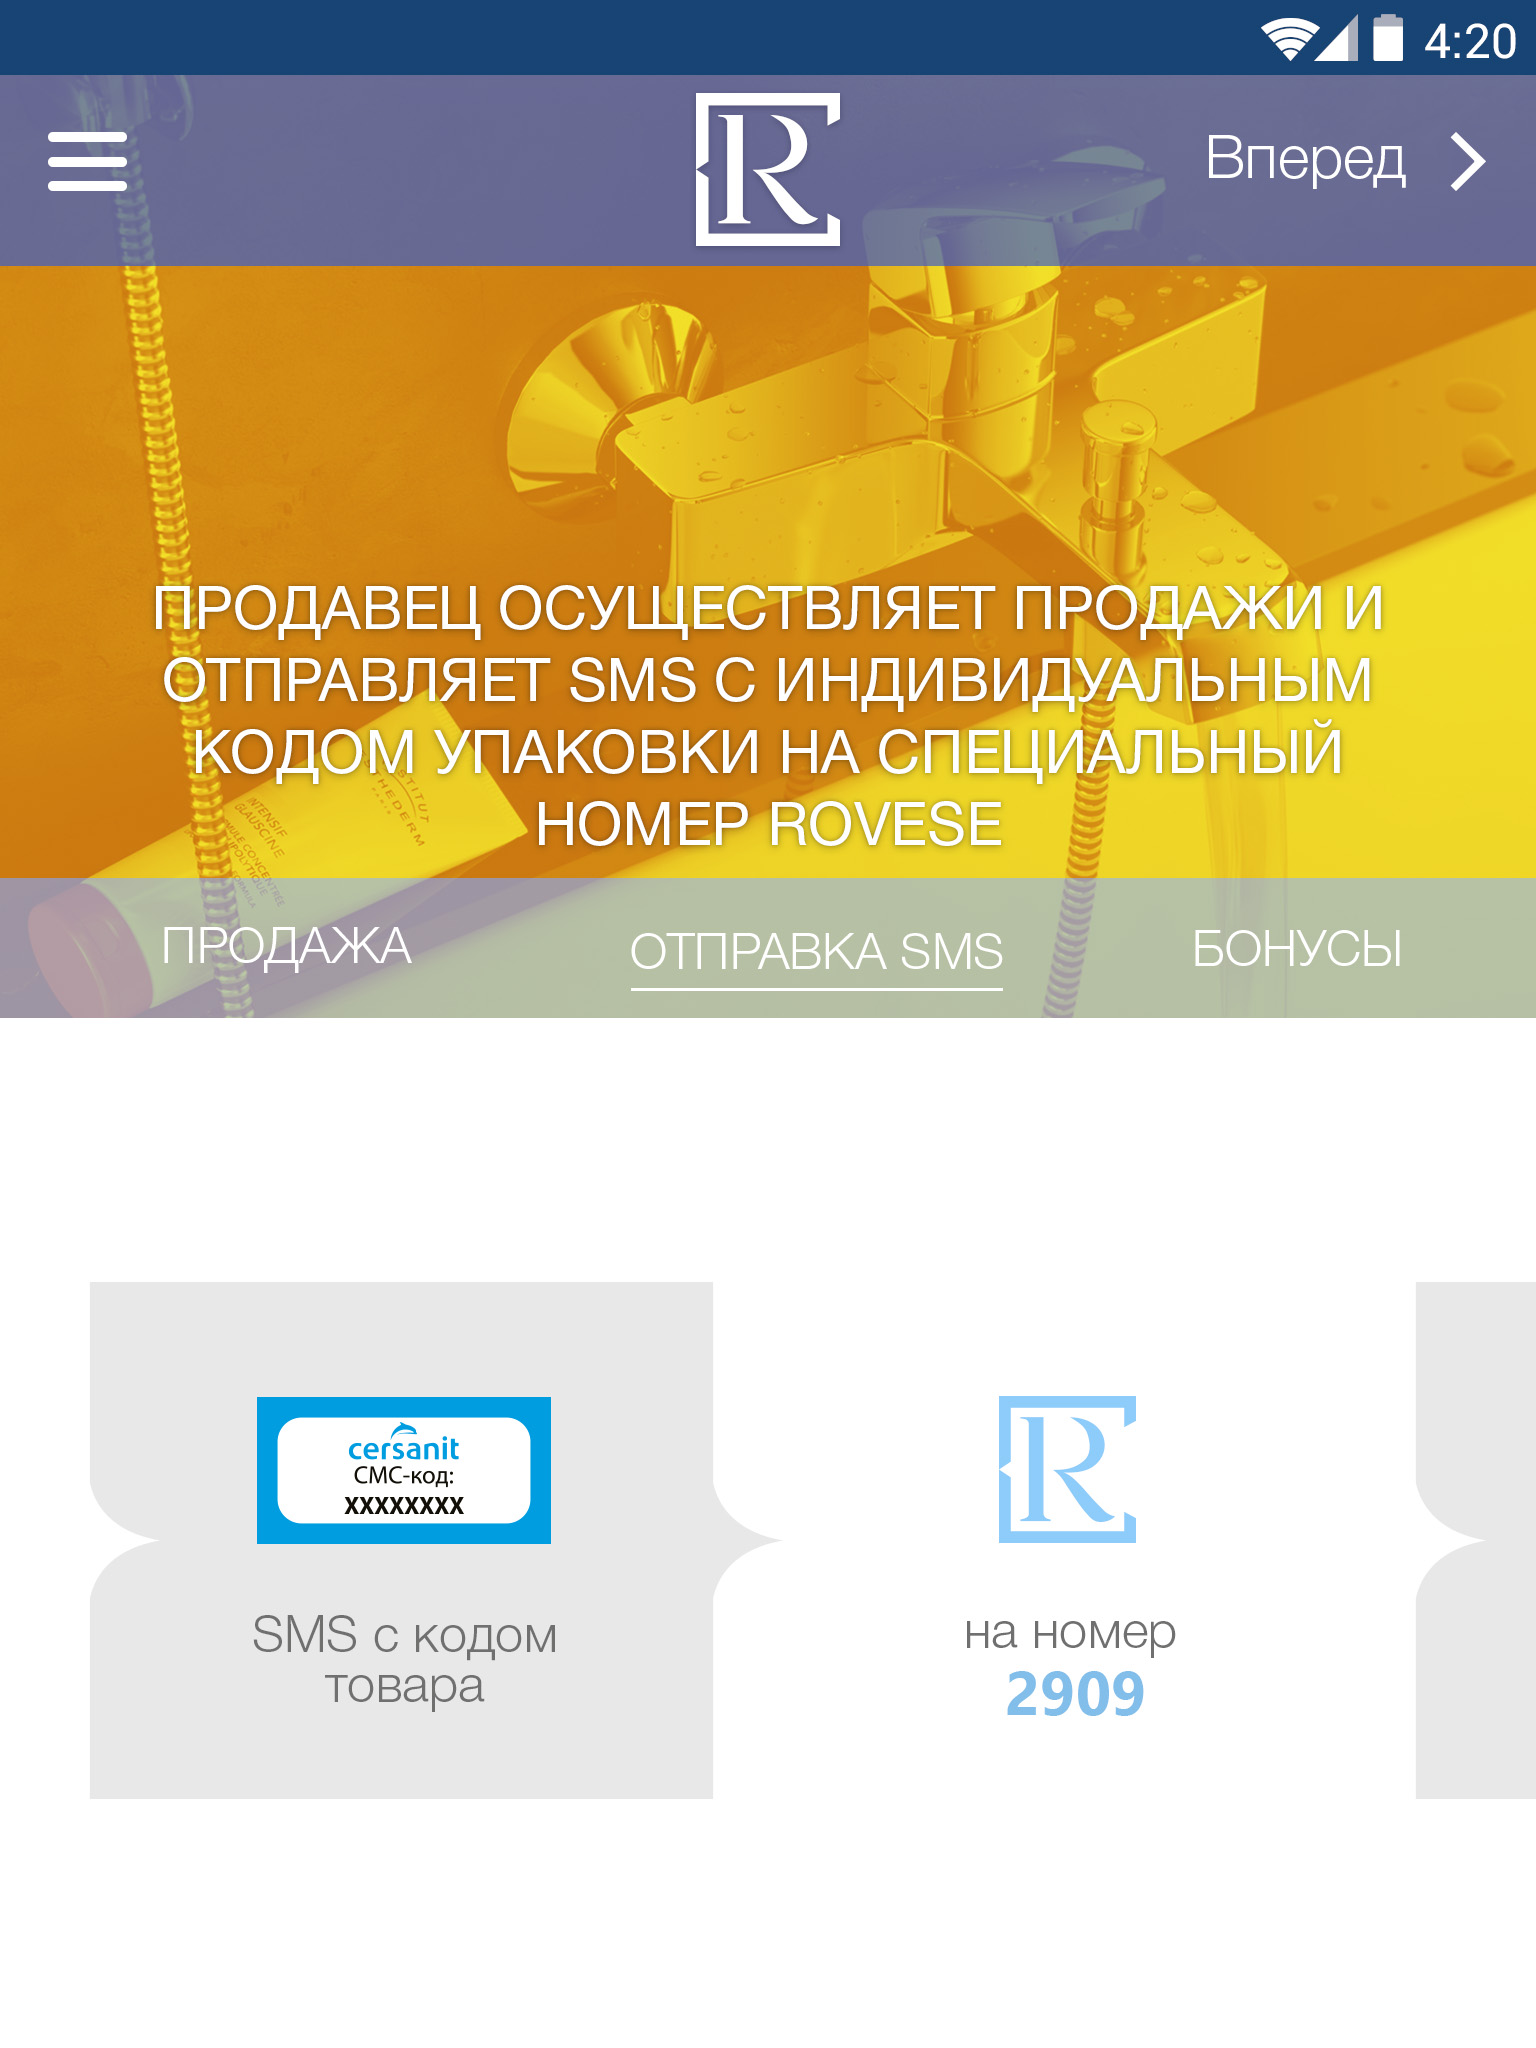 4:20
R
Вперед
ПРОДАВЕЦ ОСУЩЕСТВЛЯЕТ ПРОДАЖИ И
ОТПРАВЛЯЕТ SMS С ИНДИВИДУАЛЬНЫМ
КОДОМ УПАКОВКИ НА СПЕЦИАЛЬНЫЙ
НОМЕР ROVESE
ПРОДАЖА
ОТПРАВКА SMS
БОНУСЫ
cersanit
СМС-код:
XXXXXXXX
SMS с кодом
товара
R
на номер
2909